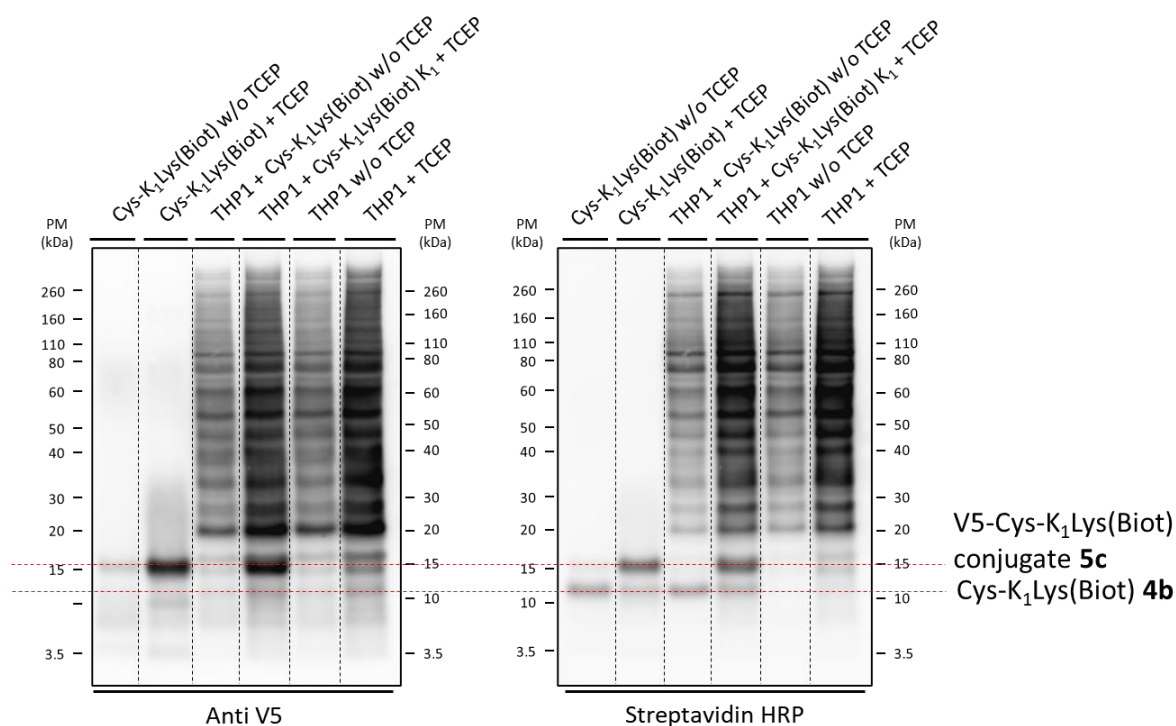 Cys-K₁Lys(Biot) w/o TCEP
Cys-K₁Lys(Biot) + TCEP
THP1 + Cys-K₁Lys(Biot) w/o TCEP
THP1 + Cys-K₁Lys(Biot) K₁ + TCEP
THP1 w/o TCEP
THP1 + TCEP
PM
(kDa)
260
160
110
80
60
50
40
30
20
15
3.5
PM
(kDa)
260
160
110
80
60
50
40
30
20
15
10
3.5
Anti V5
Cys-K₁Lys(Biot) w/o TCEP
Cys-K₁Lys(Biot) + TCEP
THP1 + Cys-K₁Lys(Biot) w/o TCEP
THP1 + Cys-K₁Lys(Biot) K₁ + TCEP
THP1 w/o TCEP
THP1 + TCEP
PM
(kDa)
260
160
110
80
60
50
40
30
20
15
10
3.5
PM
(kDa)
260
160
110
80
60
50
40
30
20
15
10
3.5
Streptavidin HRP
V5-Cys-K₁Lys(Biot)
conjugate 5c
Cys-K₁Lys(Biot) 4b